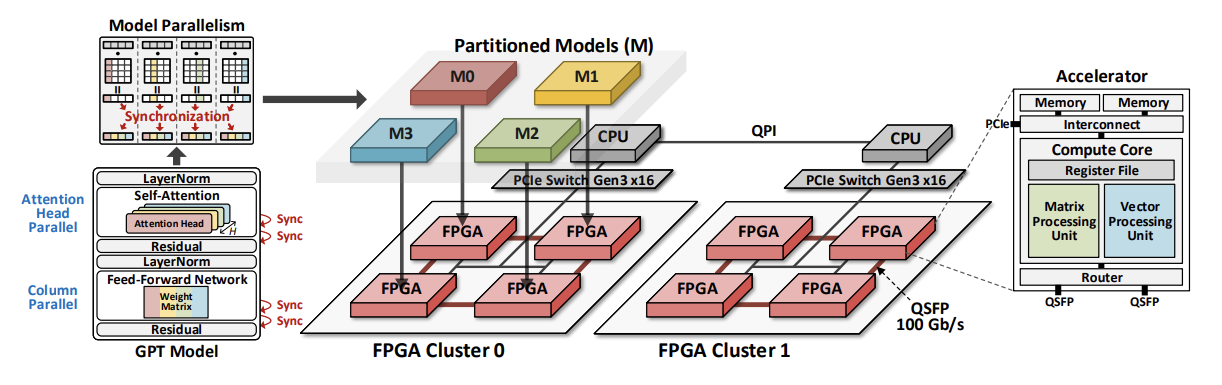 Model Parallelism
Synchronization
Attention
Head
Parallel
Column
Parallel
LayerNorm
Self-Attention
Attention Head
H
Residual
LayerNorm
Feed-Forward Network
Weight
Matrix
Residual
Sync
Sync
Sync
Sync
GPT Model
Partitioned Models (M)
M0
M1
M3
M2
CPU
QPI
CPU
PCIe Switch Gen3 x16
PCIe Switch Gen3 x16
FPGA
FPGA
FPGA
FPGA
FPGA Cluster 0
FPGA
FPGA
FPGA
FPGA
QSFP
100 Gb/s
FPGA Cluster 1
Accelerator
Memory
Memory
PCIe
Interconnect
Compute Core
Register File
Matrix
Processing
Unit
Vector
Processing
Unit
Router
QSFP
QSFP